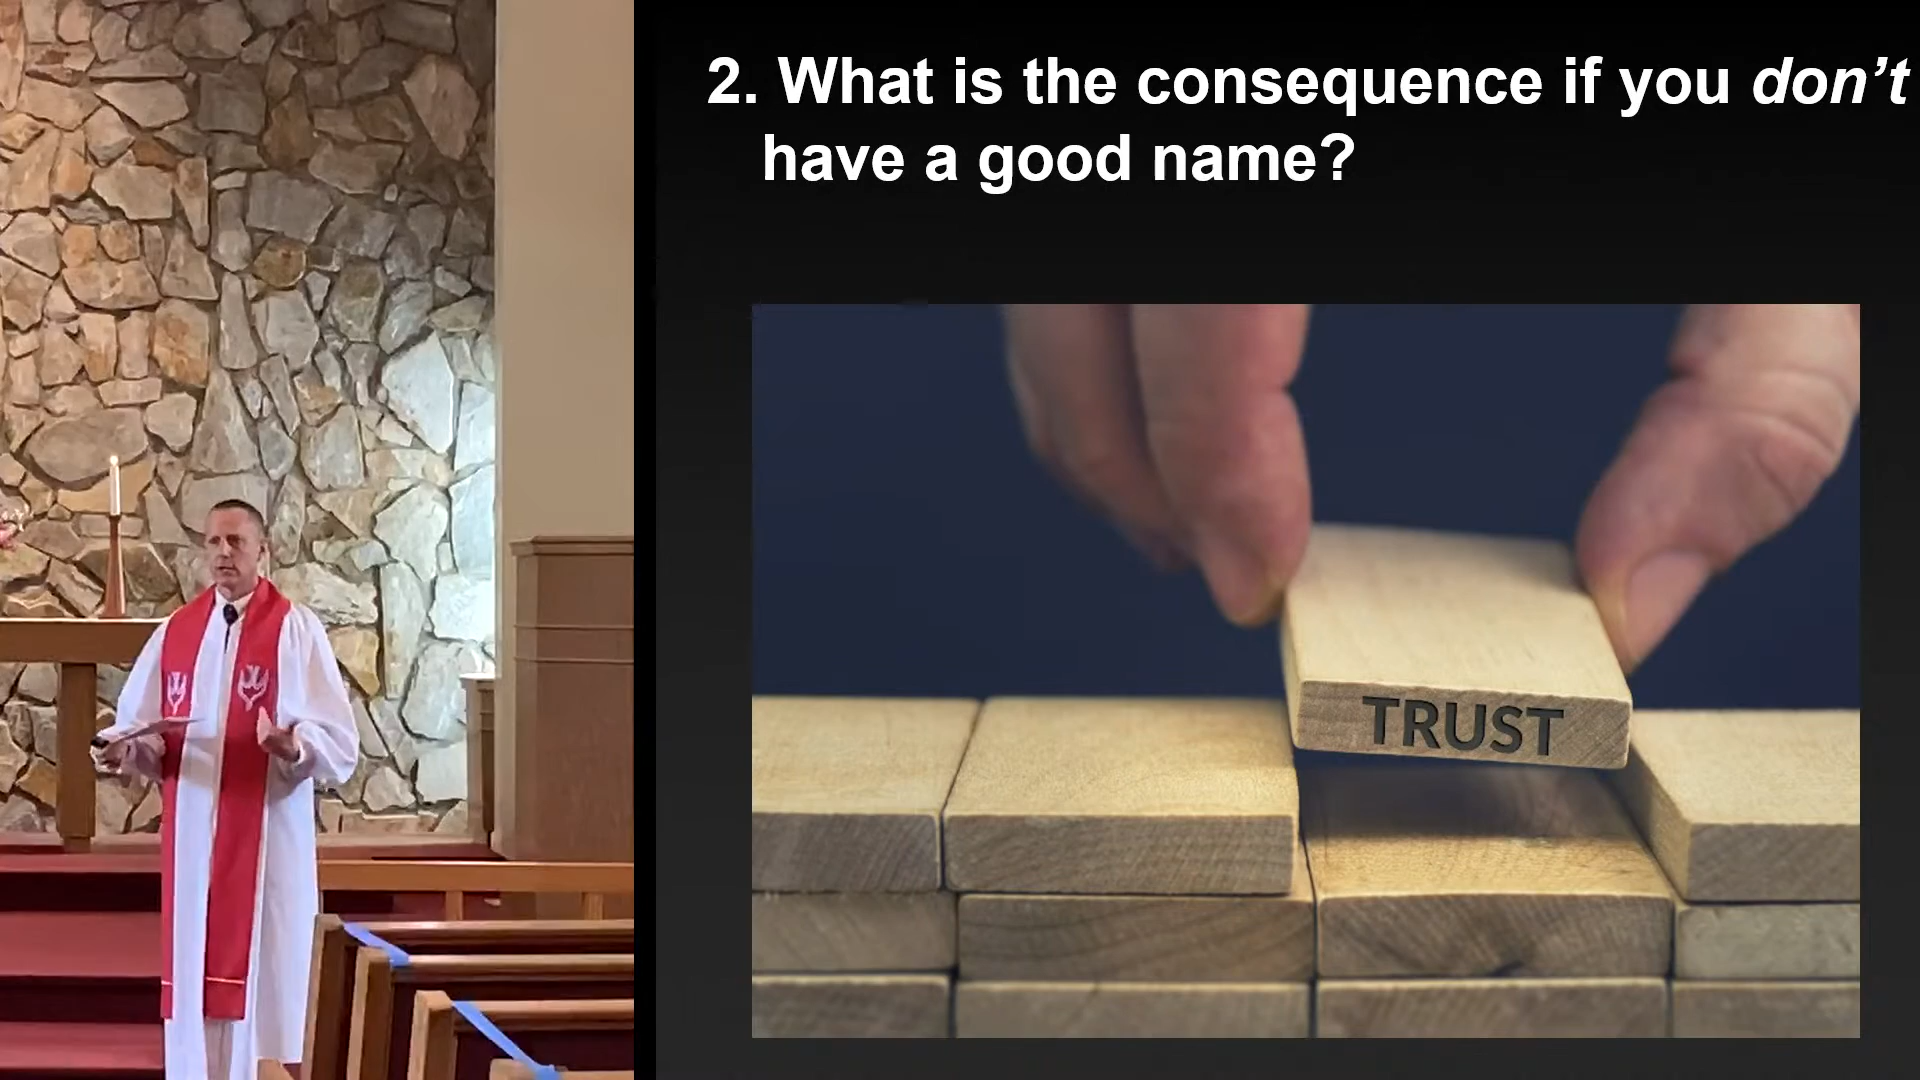 2. What is the consequence if you don’t
have a good name?
TRUST